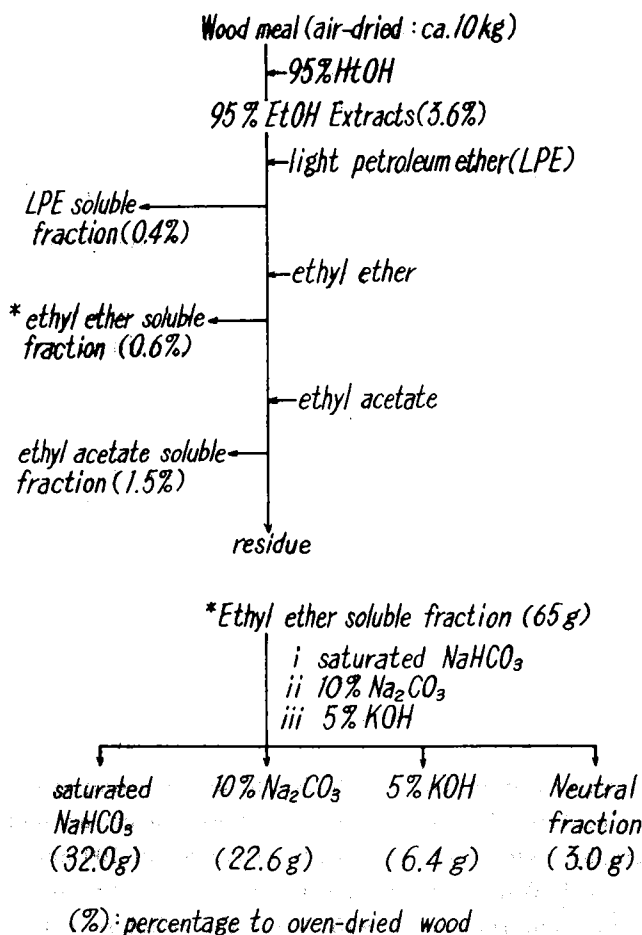 Wood meal (air-dried : ca. 10 kg)
95% HtOH
95% EtOH Extracts (3.6%)
light petroleum ether (LPE)
LPE soluble
fraction (0.4%)
ethyl ether
* ethyl ether soluble
fraction (0.6%)
ethyl acetate
ethyl acetate soluble
fraction (1.5%)
residue
*Ethyl ether soluble fraction (65 g)
i saturated NaHCO₃
ii 10% Na₂CO₃
iii 5% KOH
saturated 10% Na₂CO₃ 5% KOH Neutral
NaHCO₃ fraction
(32.0g) (22.6g) (6.4 g) (3.0 g)
(%): percentage to oven-dried wood